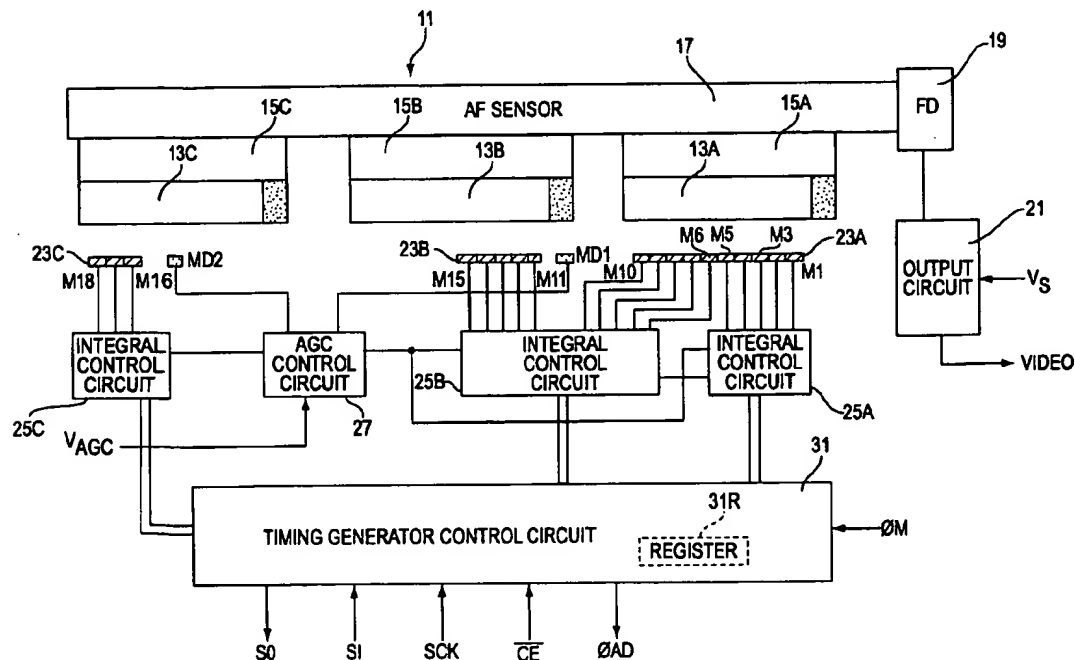 11
17
19
15C
15B
AF SENSOR
15A
FD
13C
13B
13A
21
23C
MD2
23B
MD1
M6
M5
M3
23A
M18
M16
M15
M11
M10
M1
OUTPUT
CIRCUIT
VS
INTEGRAL
CONTROL
CIRCUIT
AGC
CONTROL
CIRCUIT
INTEGRAL
CONTROL
CIRCUIT
INTEGRAL
CONTROL
CIRCUIT
VIDEO
25B
25A
25C
27
VAGC
31
31R
TIMING GENERATOR CONTROL CIRCUIT
REGISTER
ØM
S0
SI
SCK
CE
ØAD